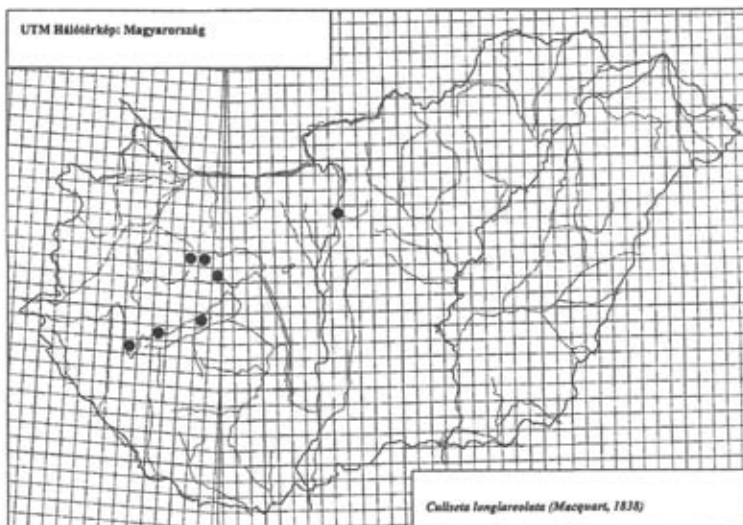 UTM Hálótérkép: Magyarország
Culiseta longiareolata (Macquart, 1838)